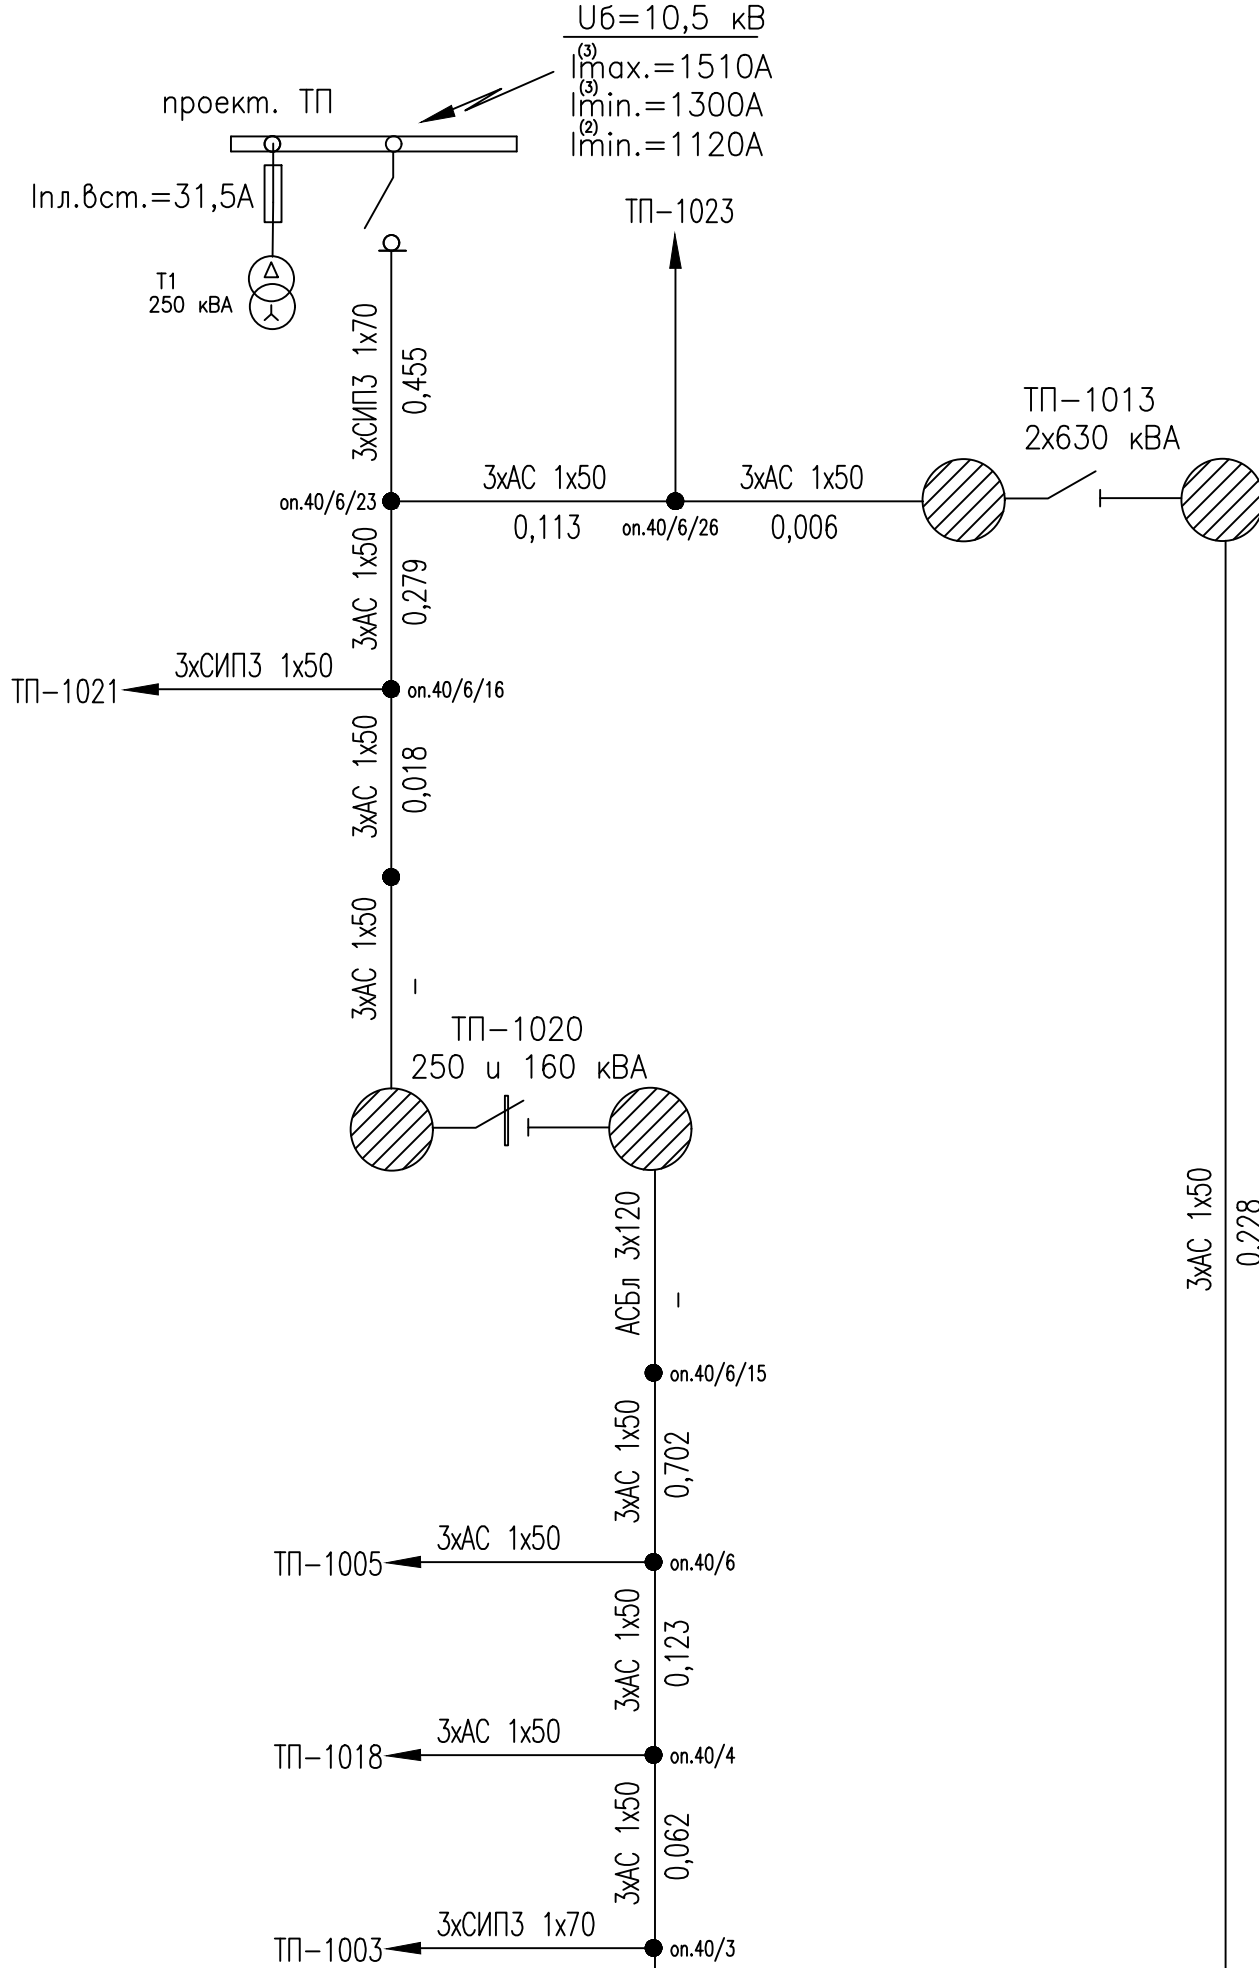 Uб=10,5 кВ
(3)
Imax.=1510А
(3)
Imin.=1300А
(2)
Imin.=1120А
проект. ТП
Iпл.вст.=31,5А
Т1
250 кВА
ТП-1023
3хСИП3 1х70
0,455
ТП-1013
2х630 кВА
3хАС 1х50
3хАС 1х50
оп.40/6/23
0,113
оп.40/6/26
0,006
3хАС 1х50
0,279
3хСИП3 1х50
ТП-1021
оп.40/6/16
3хАС 1х50
0,018
3хАС 1х50
–
ТП-1020
250 и 160 кВА
АСБл 3х120
–
3хАС 1х50
0,228
оп.40/6/15
3хАС 1х50
0,702
3хАС 1х50
ТП-1005
оп.40/6
3хАС 1х50
0,123
3хАС 1х50
ТП-1018
оп.40/4
3хАС 1х50
0,062
3хСИП3 1х70
ТП-1003
оп.40/3